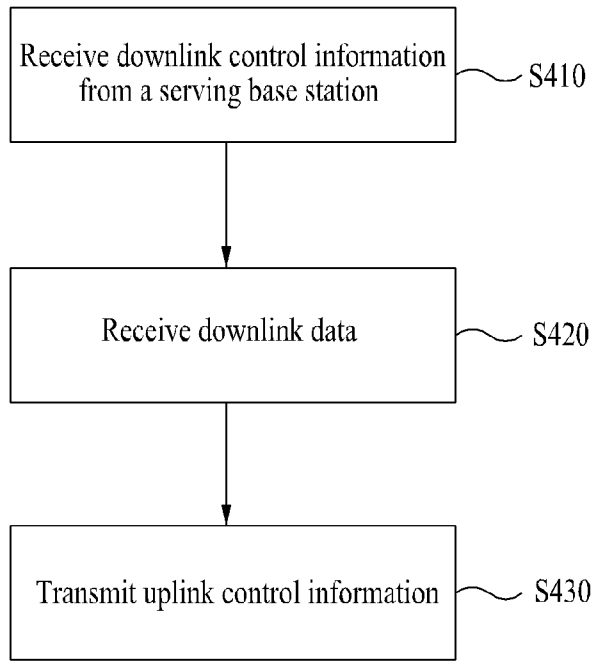 Receive downlink control information
from a serving base station
S410
Receive downlink data
S420
Transmit uplink control information
S430